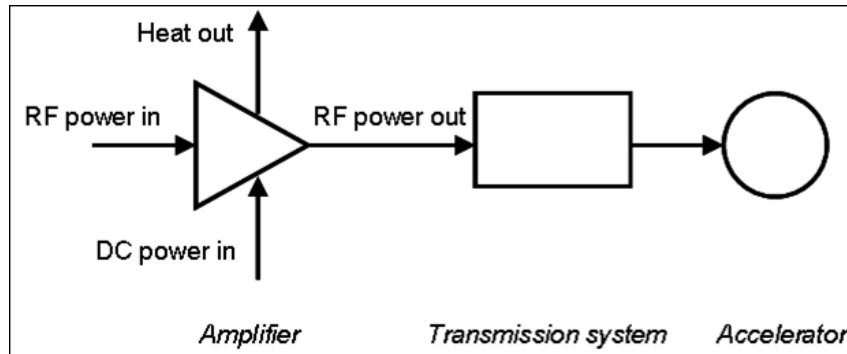 Heat out
RF power in
RF power out
DC power in
Amplifier
Transmission system
Accelerator